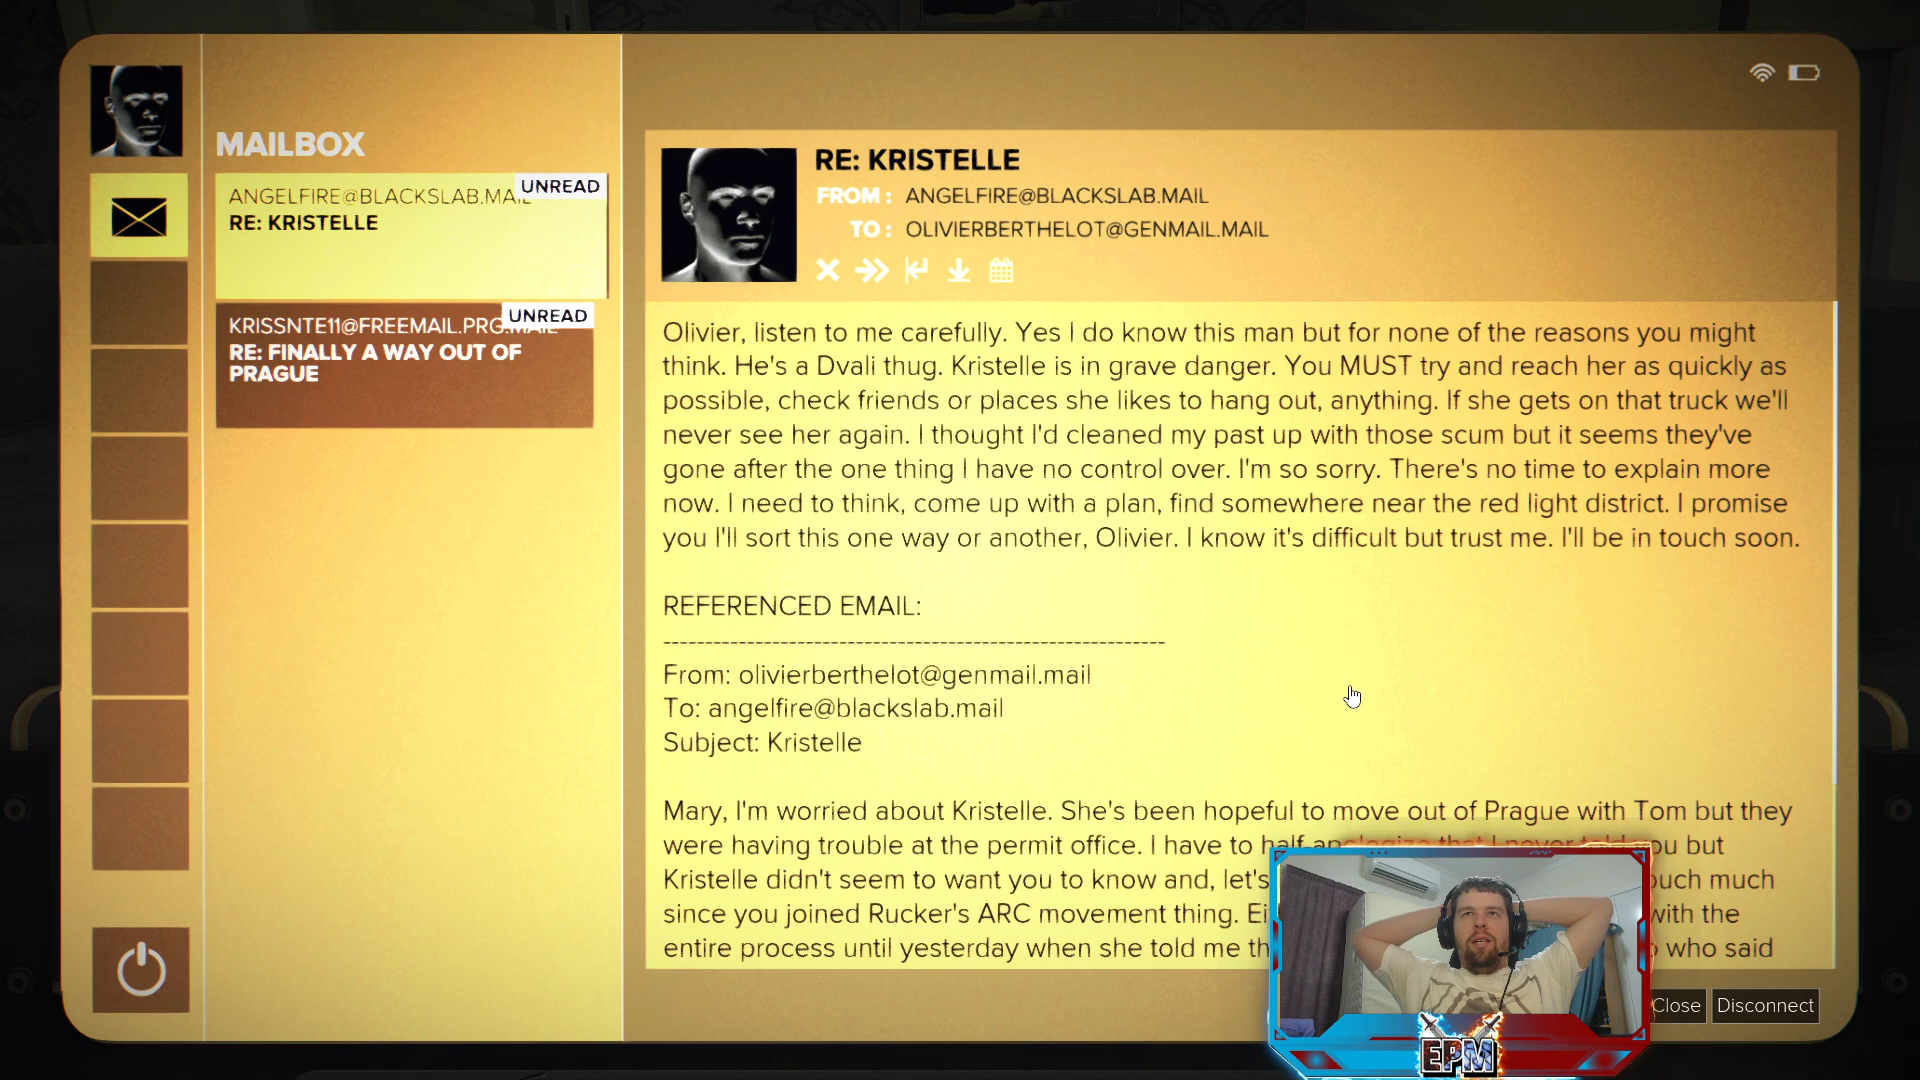 MAILBOX
ANGELFIRE@BLACKSLAB.MAIL
UNREAD
RE: KRISTELLE
KRISSNTE11@FREEMAIL.PRG.MAIL
UNREAD
RE: FINALLY A WAY OUT OF
PRAGUE
RE: KRISTELLE
FROM : ANGELFIRE@BLACKSLAB.MAIL
TO : OLIVIERBERTHELOT@GENMAIL.MAIL
Olivier, listen to me carefully. Yes I do know this man but for none of the reasons you might
think. He's a Dvali thug. Kristelle is in grave danger. You MUST try and reach her as quickly as
possible, check friends or places she likes to hang out, anything. If she gets on that truck we'll
never see her again. I thought I'd cleaned my past up with those scum but it seems they've
gone after the one thing I have no control over. I'm so sorry. There's no time to explain more
now. I need to think, come up with a plan, find somewhere near the red light district. I promise
you I'll sort this one way or another, Olivier. I know it's difficult but trust me. I'll be in touch soon.
REFERENCED EMAIL:
------------------------------------------------------------
From: olivierberthelot@genmail.mail
To: angelfire@blackslab.mail
Subject: Kristelle
Mary, I'm worried about Kristelle. She's been hopeful to move out of Prague with Tom but they
were having trouble at the permit office. I have to half apologize that I never told you but
Kristelle didn't seem to want you to know and, let's much
since you joined Rucker's ARC movement thing. with the
entire process until yesterday when she told me who said
Close
Disconnect
EPM